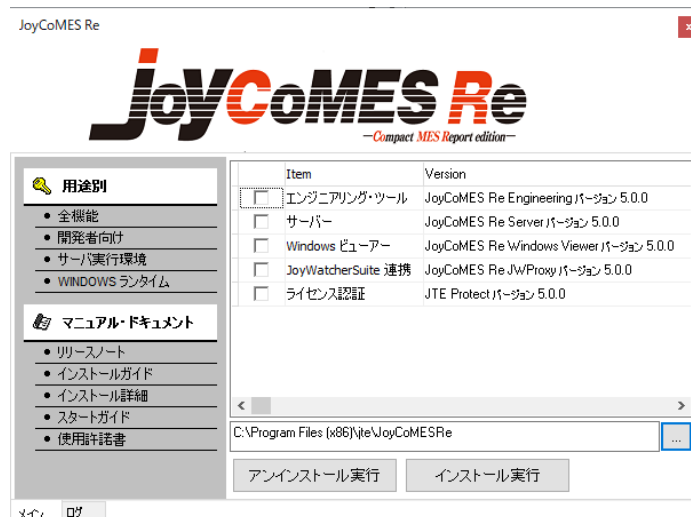 JoyCoMES Re
x
JoyCoMES Re
—Compact MES Report edition—
用途別
• 全機能
• 開発者向け
• サーバ実行環境
• WINDOWS ランタイム
マニュアル・ドキュメント
• リリースノート
• インストールガイド
• インストール詳細
• スタートガイド
• 使用許諾書
Item Version
エンジニアリング・ツール JoyCoMES Re Engineering バージョン 5.0.0
サーバー JoyCoMES Re Server バージョン 5.0.0
Windows ビューアー JoyCoMES Re Windows Viewer バージョン 5.0.0
JoyWatcherSuite 連携 JoyCoMES Re JWProxy バージョン 5.0.0
ライセンス認証 JTE Protect バージョン 5.0.0
C:\Program Files (x86)\jte\JoyCoMESRe
...
アンインストール実行 インストール実行
メイン ログ